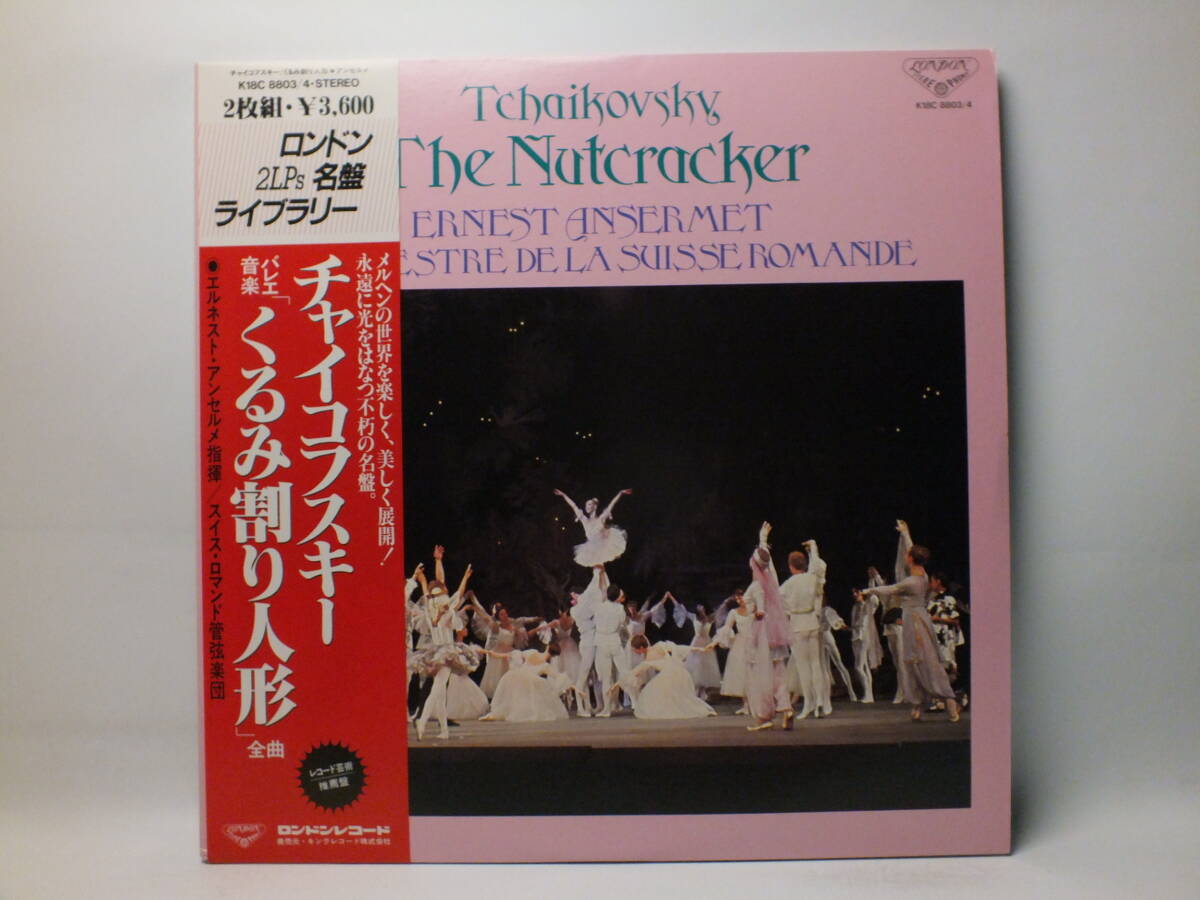 チャイコフスキー:くるみ割り人形●アンセルメ
K18C 8803/4・STEREO
2枚組・¥3,600
ロンドン
2LPs 名盤
ライブラリー
メルヘンの世界を楽しく、美しく展開!
永遠に光をはなつ不朽の名盤。
チャイコフスキー
バレエ音楽「くるみ割り人形」全曲
●エルネスト・アンセルメ指揮/スイス・ロマンド管弦楽団
レコード芸術
推薦盤
LONDON
ロンドンレコード
発売元・キングレコード株式会社
Tchaikovsky
The Nutcracker
ERNEST ANSERMET
ESTRE DE LA SUISSE ROMANDE
LONDON
K18C 8803/4